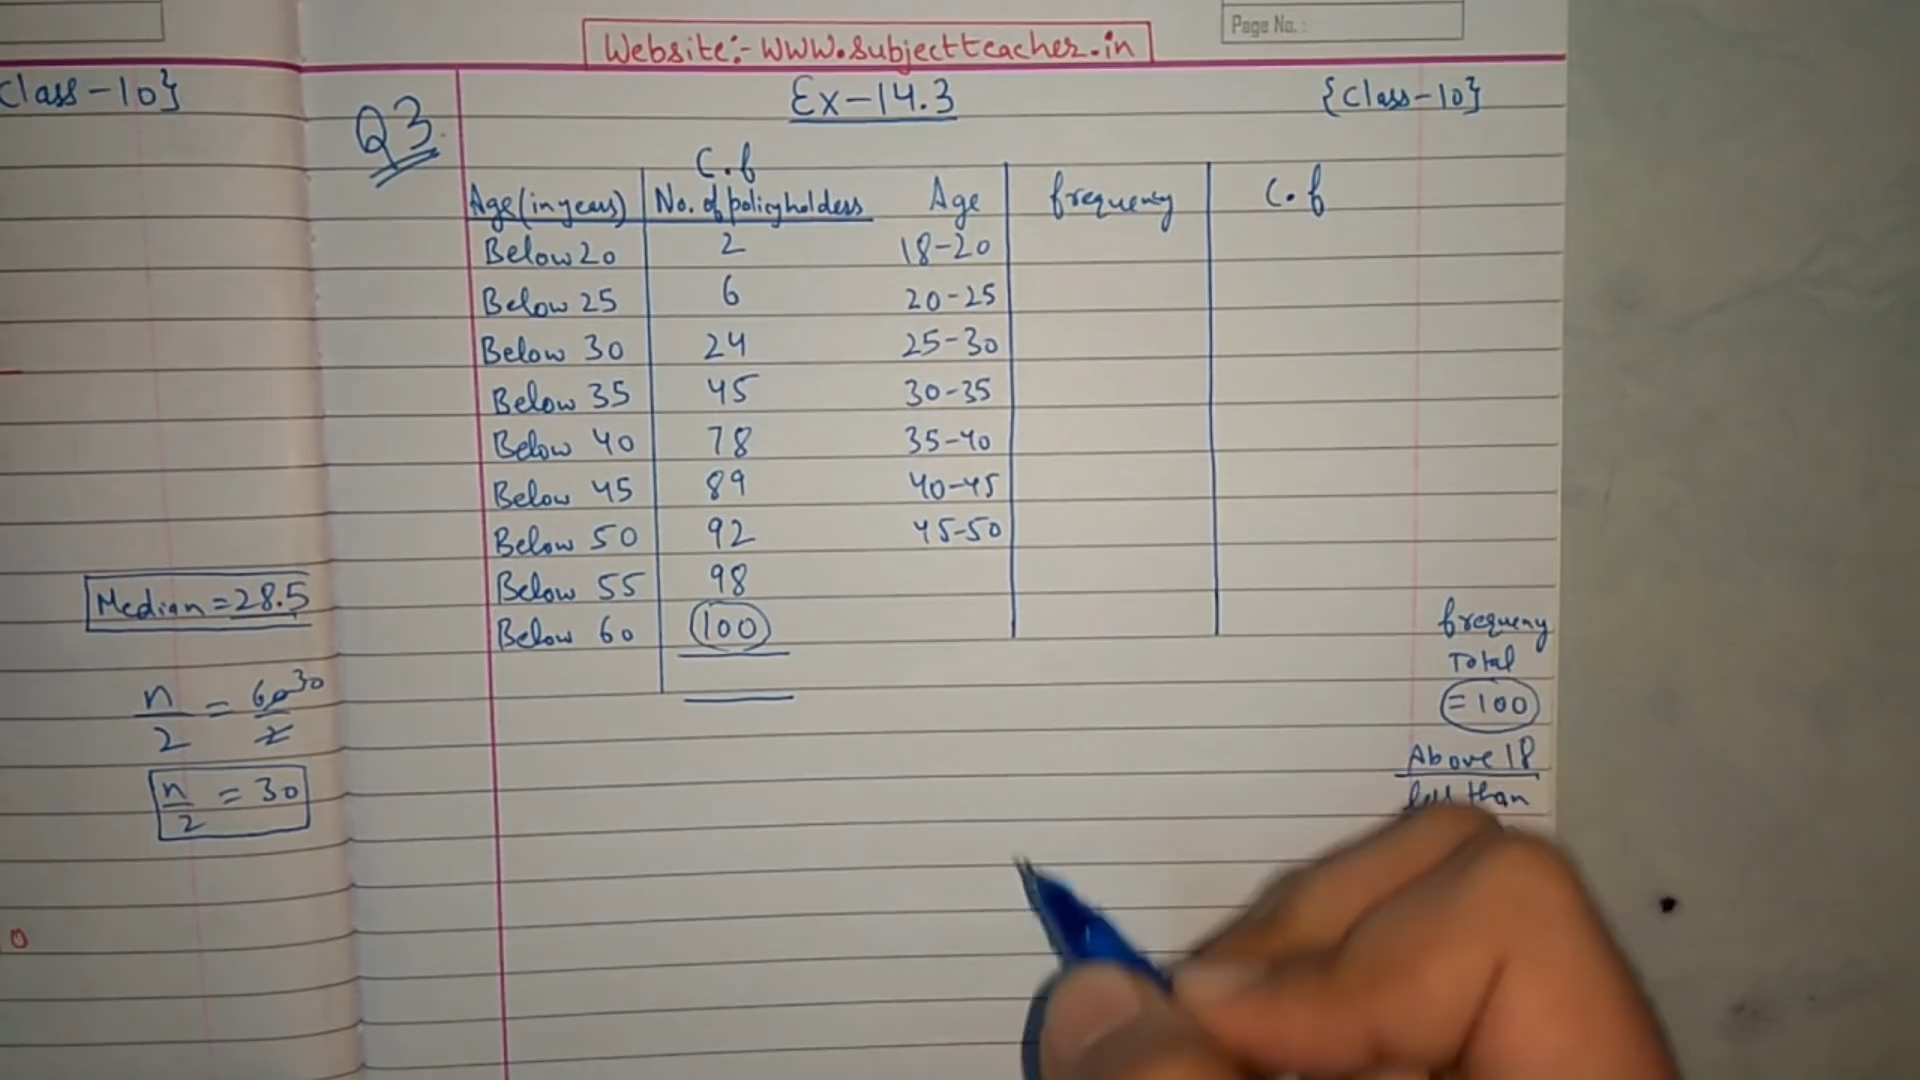 Page No. :
Website:- www.subjectteacher.in
Class-10}
Ex-14.3
{Class-10}
Q3
C.f
Age (in years) No. of policyholders Age frequency C.f
Below 20 2 18-20
Below 25 6 20-25
Below 30 24 25-30
Below 35 45 30-35
Below 40 78 35-40
Below 45 89 40-45
Below 50 92 45-50
Below 55 98
Below 60 100
Median = 28.5
n/2 = 60/2 30
n/2 = 30
0
frequeny
Total
= 100
Above 18
less than